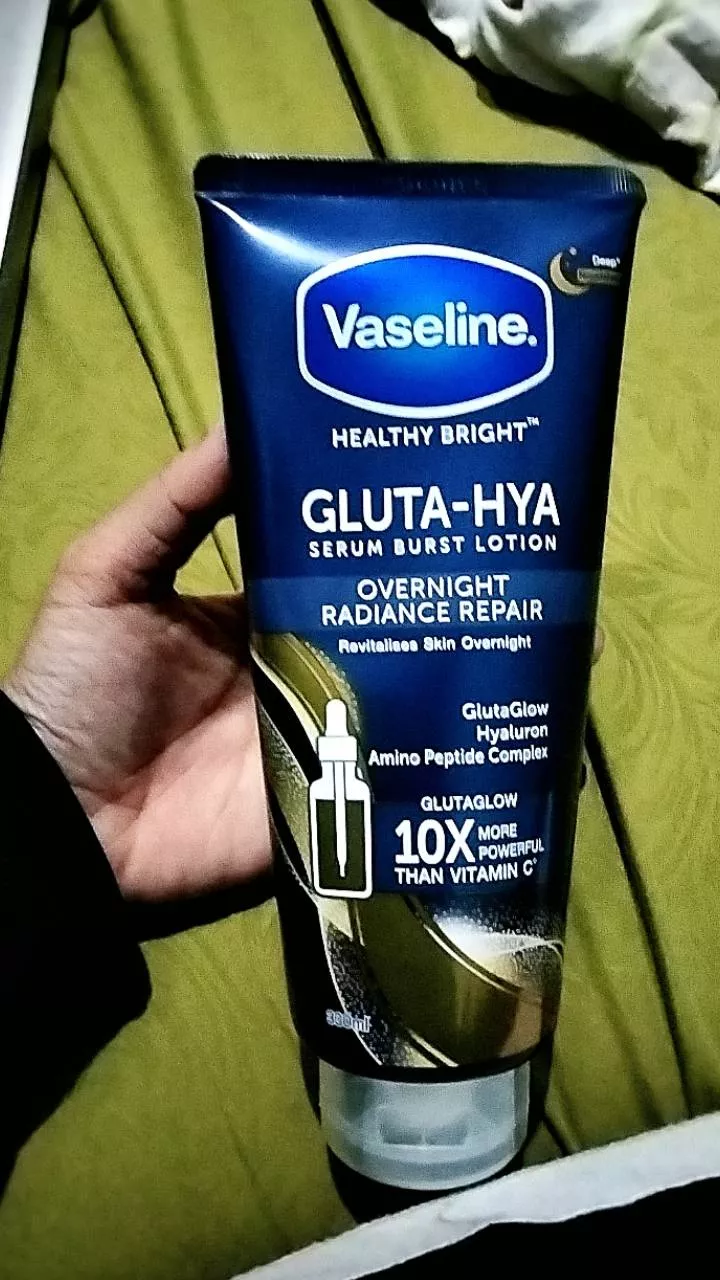 Deep*
Vaseline.
HEALTHY BRIGHT™
GLUTA-HYA
SERUM BURST LOTION
OVERNIGHT
RADIANCE REPAIR
Revitalises Skin Overnight
GlutaGlow
Hyaluron
Amino Peptide Complex
GLUTAGLOW
10X MORE
POWERFUL
THAN VITAMIN C°